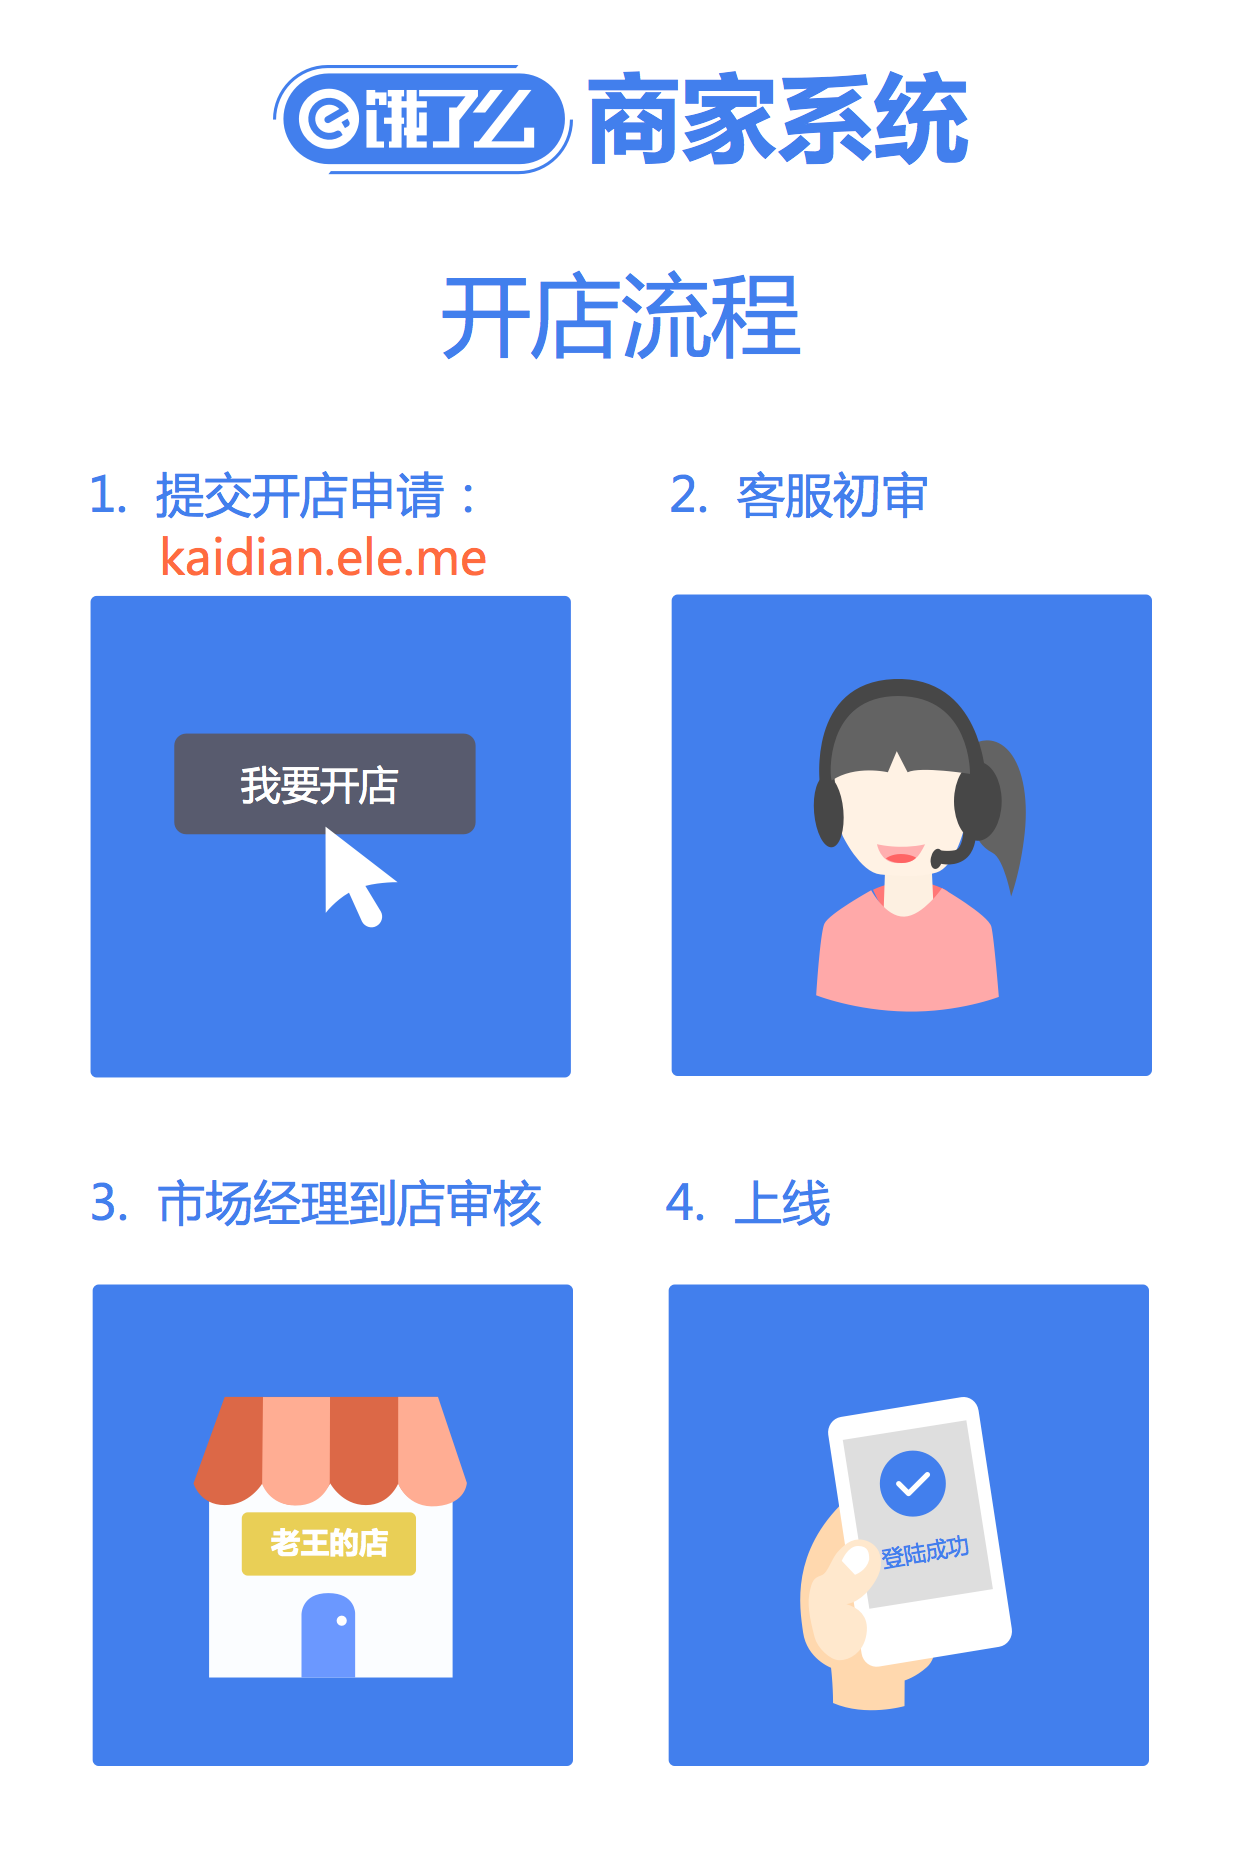 饿了么 商家系统
开店流程
1. 提交开店申请：
kaidian.ele.me
我要开店
2. 客服初审
3. 市场经理到店审核
老王的店
4. 上线
登陆成功